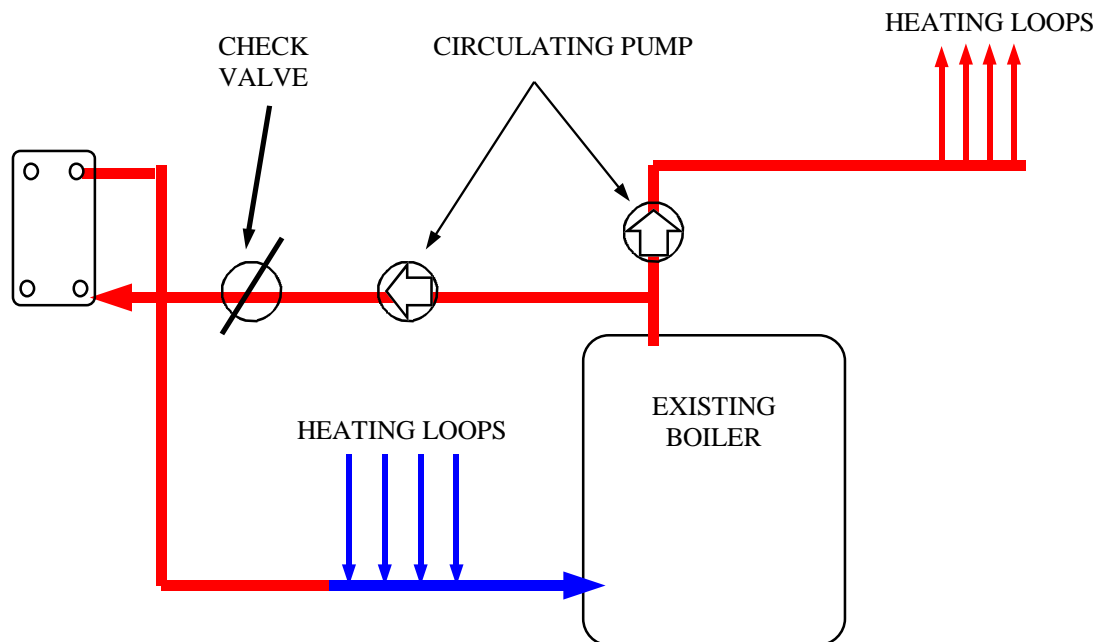 HEATING LOOPS
CHECK
VALVE
CIRCULATING PUMP
EXISTING
BOILER
HEATING LOOPS